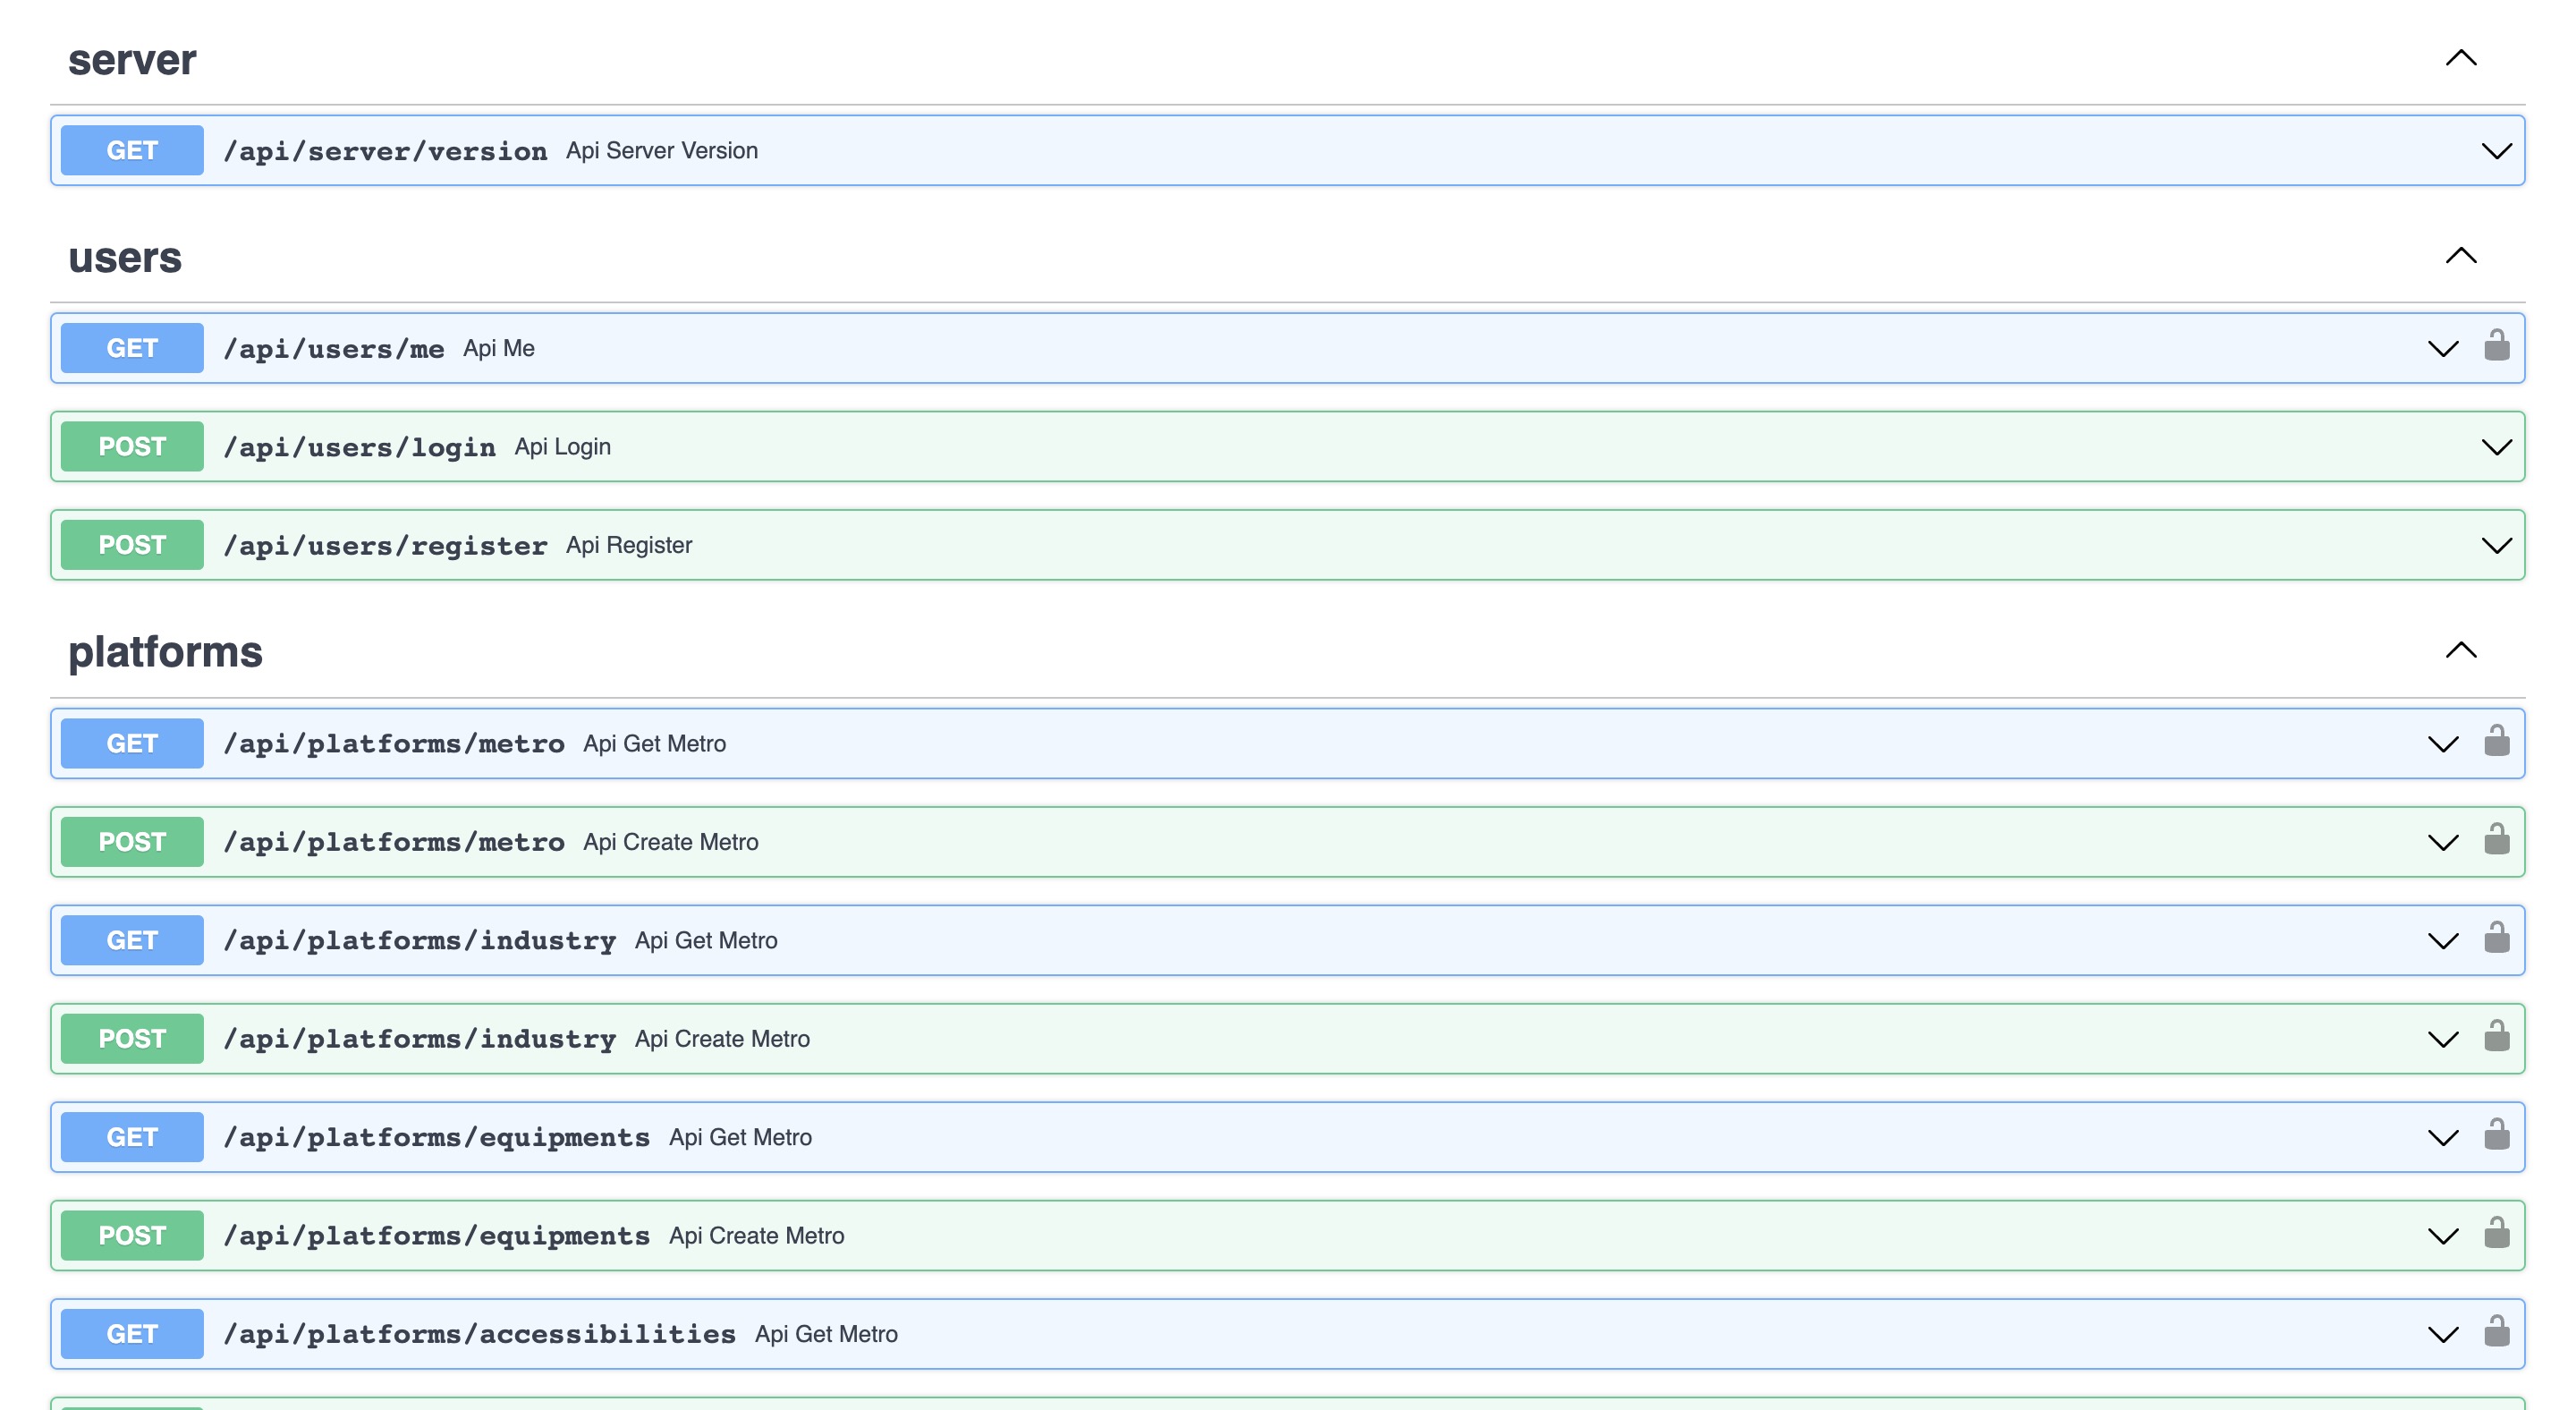 server
GET /api/server/version Api Server Version
users
GET /api/users/me Api Me
POST /api/users/login Api Login
POST /api/users/register Api Register
platforms
GET /api/platforms/metro Api Get Metro
POST /api/platforms/metro Api Create Metro
GET /api/platforms/industry Api Get Metro
POST /api/platforms/industry Api Create Metro
GET /api/platforms/equipments Api Get Metro
POST /api/platforms/equipments Api Create Metro
GET /api/platforms/accessibilities Api Get Metro